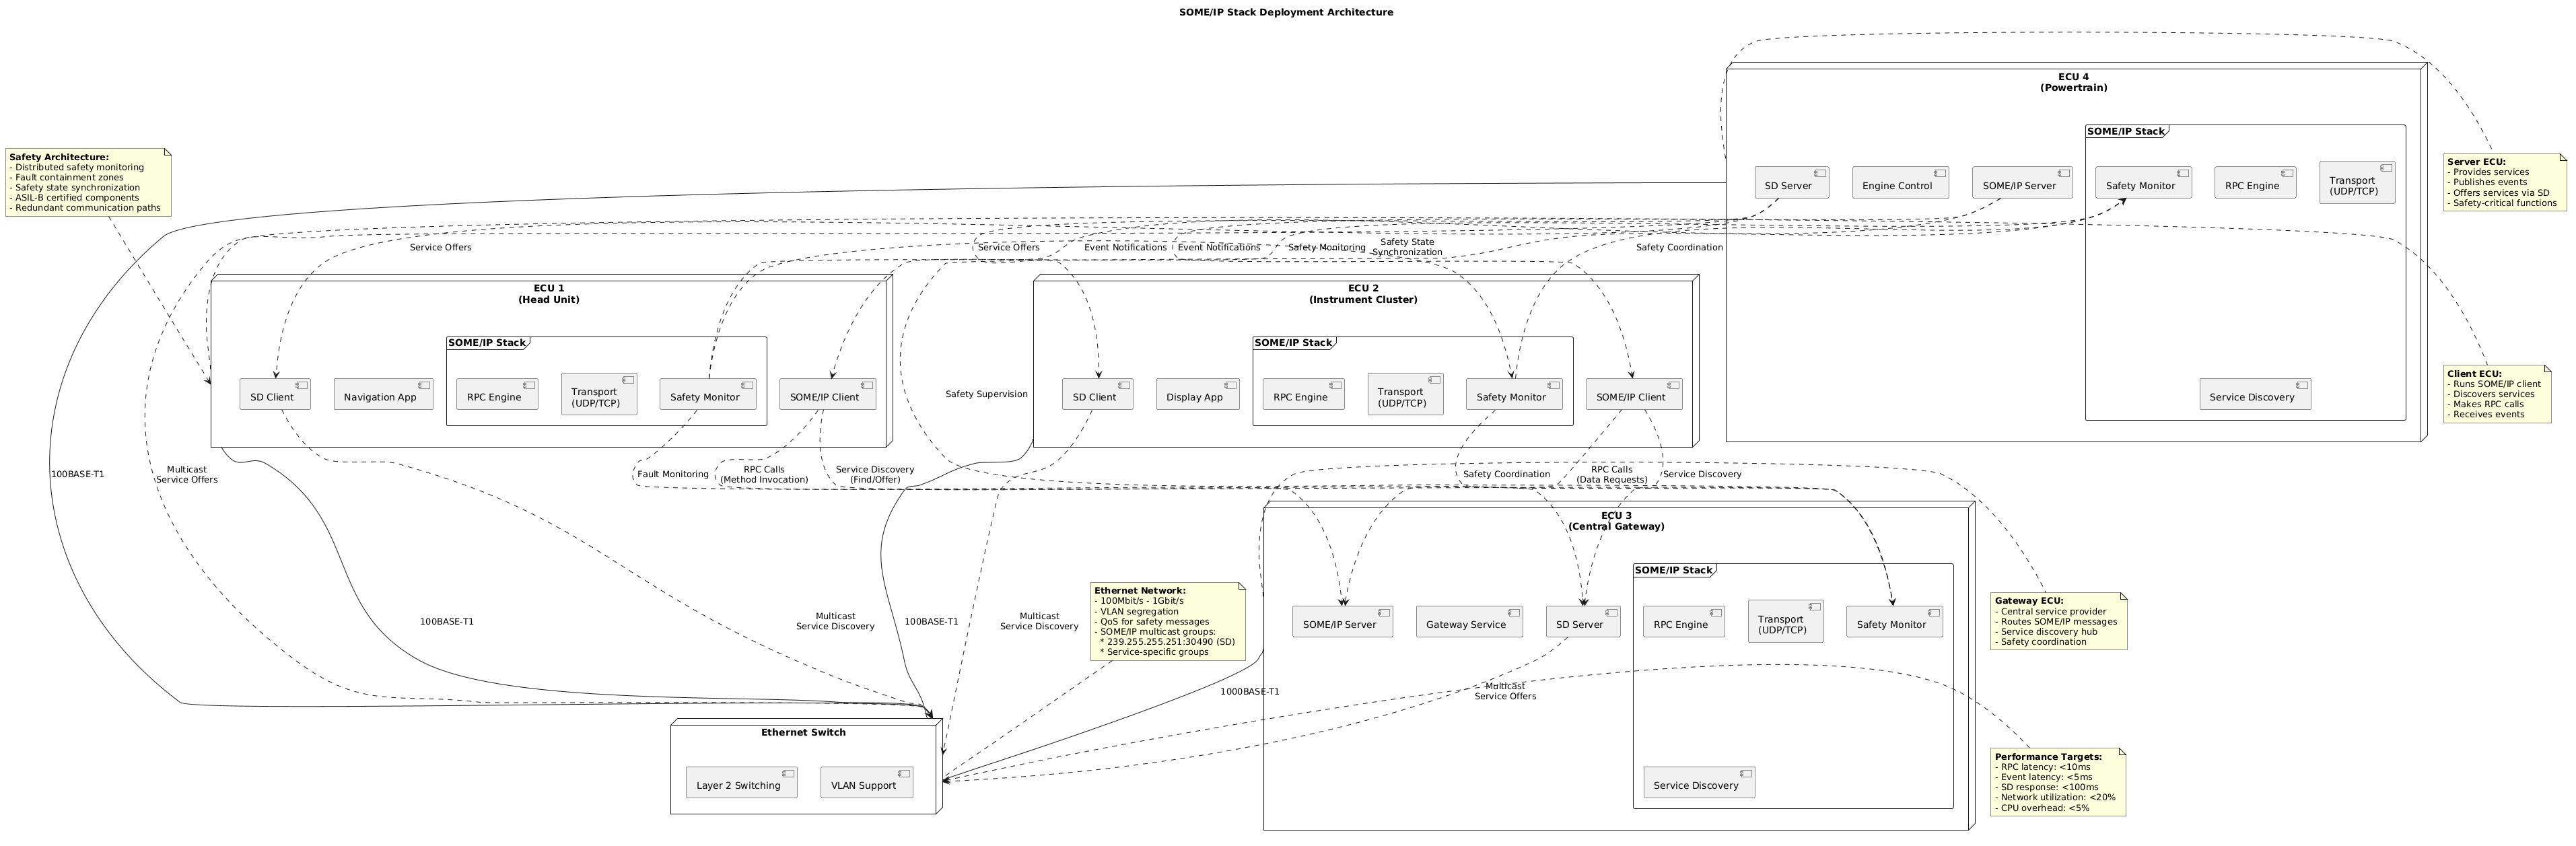 SOME/IP Stack Deployment Architecture
ECU 4
(Powertrain)
SOME/IP Stack
SD Server
Engine Control
SOME/IP Server
Safety Monitor
RPC Engine
Transport
(UDP/TCP)
Service Discovery
Safety Architecture:
- Distributed safety monitoring
- Fault containment zones
- Safety state synchronization
- ASIL-B certified components
- Redundant communication paths
Server ECU:
- Provides services
- Publishes events
- Offers services via SD
- Safety-critical functions
Service Offers
Service Offers
Event Notifications
Event Notifications
Safety Monitoring
Safety State
Synchronization
Safety Coordination
ECU 1
(Head Unit)
SOME/IP Stack
SD Client
Navigation App
RPC Engine
Transport
(UDP/TCP)
Safety Monitor
SOME/IP Client
Safety Supervision
ECU 2
(Instrument Cluster)
SOME/IP Stack
SD Client
Display App
RPC Engine
Transport
(UDP/TCP)
Safety Monitor
SOME/IP Client
Client ECU:
- Runs SOME/IP client
- Discovers services
- Makes RPC calls
- Receives events
100BASE-T1
Multicast
Service Offers
Fault Monitoring
RPC Calls
(Method Invocation)
Service Discovery
(Find/Offer)
Safety Coordination
RPC Calls
(Data Requests)
Service Discovery
ECU 3
(Central Gateway)
SOME/IP Stack
SOME/IP Server
Gateway Service
SD Server
RPC Engine
Transport
(UDP/TCP)
Safety Monitor
Service Discovery
100BASE-T1
Multicast
Service Discovery
100BASE-T1
Multicast
Service Discovery
Ethernet Network:
- 100Mbit/s - 1Gbit/s
- VLAN segregation
- QoS for safety messages
- SOME/IP multicast groups:
* 239.255.255.251:30490 (SD)
* Service-specific groups
Gateway ECU:
- Central service provider
- Routes SOME/IP messages
- Service discovery hub
- Safety coordination
1000BASE-T1
Multicast
Service Offers
Ethernet Switch
Layer 2 Switching
VLAN Support
Performance Targets:
- RPC latency: <10ms
- Event latency: <5ms
- SD response: <100ms
- Network utilization: <20%
- CPU overhead: <5%